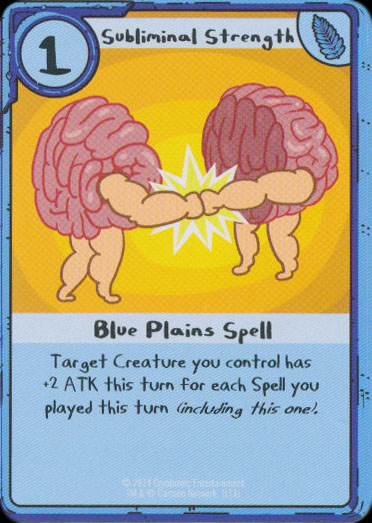 1
Subliminal Strength
Blue Plains Spell
Target Creature you control has
+2 ATK this turn for each Spell you
played this turn (including this one).
© 2014 Cryptozoic Entertainment
TM & © Cartoon Network.